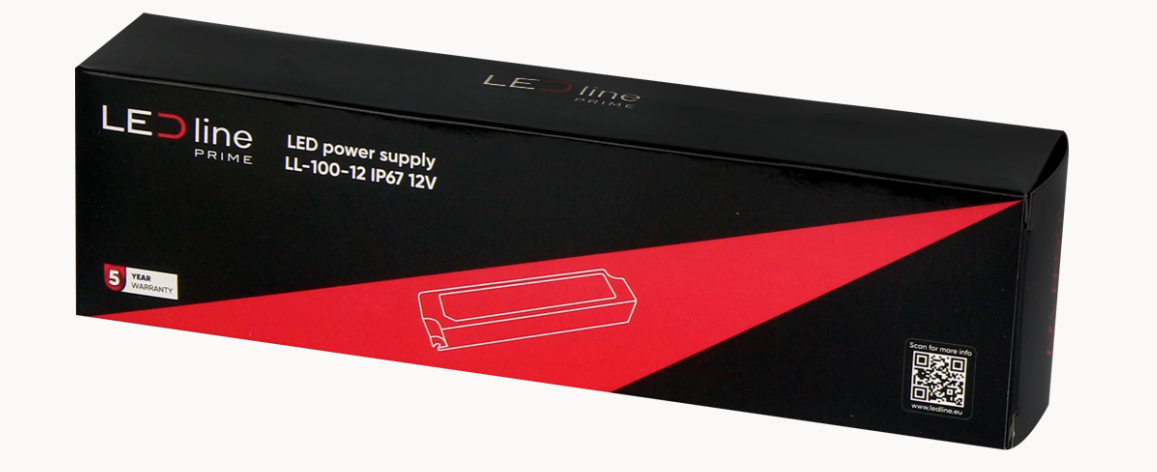 LED line
PRIME
LED line
PRIME
LED power supply
LL-100-12 IP67 12V
5 YEAR
WARRANTY
Scan for more info
www.ledline.eu